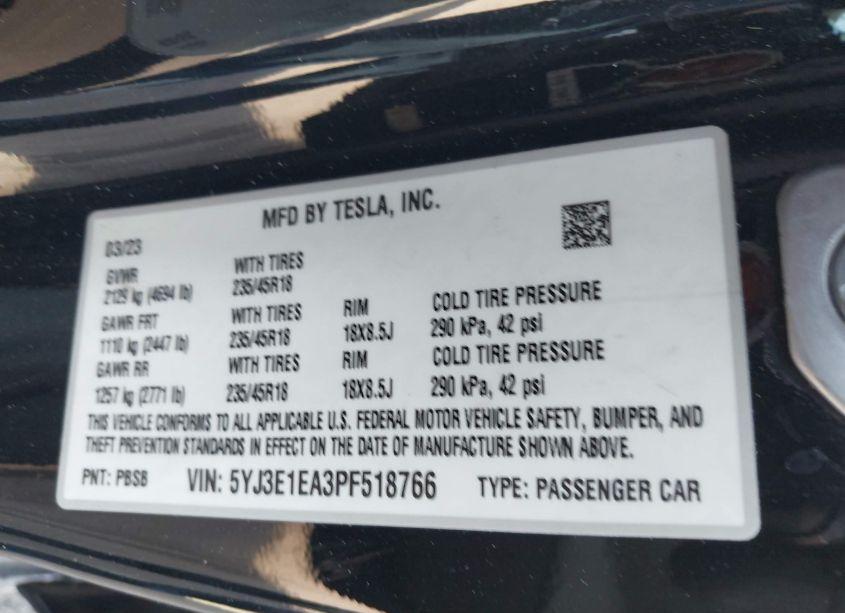 MFD BY TESLA, INC.
03/23
GVWR WITH TIRES
2129 kg (4694 lb) 235/45R18
GAWR FRT WITH TIRES RIM COLD TIRE PRESSURE
1110 kg (2447 lb) 235/45R18 18X8.5J 290 kPa, 42 psi
GAWR RR WITH TIRES RIM COLD TIRE PRESSURE
1257 kg (2771 lb) 235/45R18 18X8.5J 290 kPa, 42 psi
THIS VEHICLE CONFORMS TO ALL APPLICABLE U.S. FEDERAL MOTOR VEHICLE SAFETY, BUMPER, AND
THEFT PREVENTION STANDARDS IN EFFECT ON THE DATE OF MANUFACTURE SHOWN ABOVE.
PNT: PBSB VIN: 5YJ3E1EA3PF518766 TYPE: PASSENGER CAR